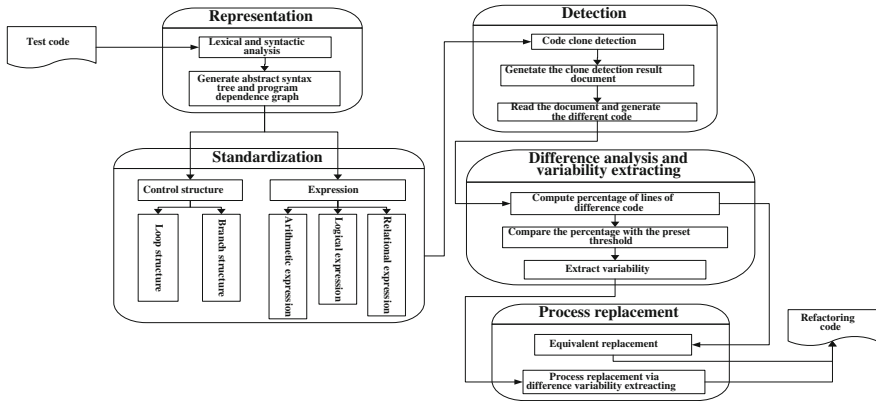 Representation
Test code
Lexical and syntactic
analysis
Generate abstract syntax
tree and program
dependence graph
Standardization
Control structure
Expression
Loop structure
Branch structure
Arithmetic expression
Logical expression
Relational expression
Detection
Code clone detection
Genetate the clone detection result
document
Read the document and generate
the different code
Difference analysis and
variability extracting
Compute percentage of lines of
difference code
Compare the percentage with the preset
threshold
Extract variability
Process replacement
Equivalent replacement
Process replacement via
difference variability extreacting
Refactoring
code